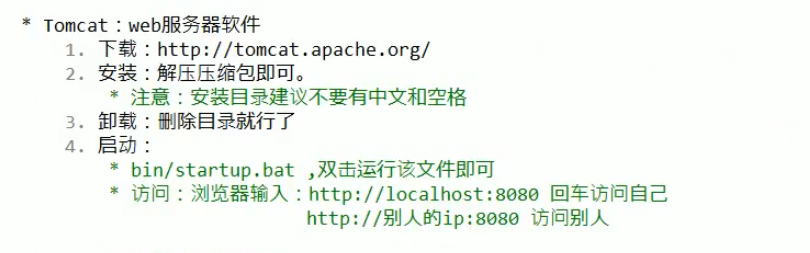 * Tomcat：web服务器软件
1. 下载：http://tomcat.apache.org/
2. 安装：解压压缩包即可。
* 注意：安装目录建议不要有中文和空格
3. 卸载：删除目录就行了
4. 启动：
* bin/startup.bat ,双击运行该文件即可
* 访问：浏览器输入：http://localhost:8080 回车访问自己
http://别人的ip:8080 访问别人